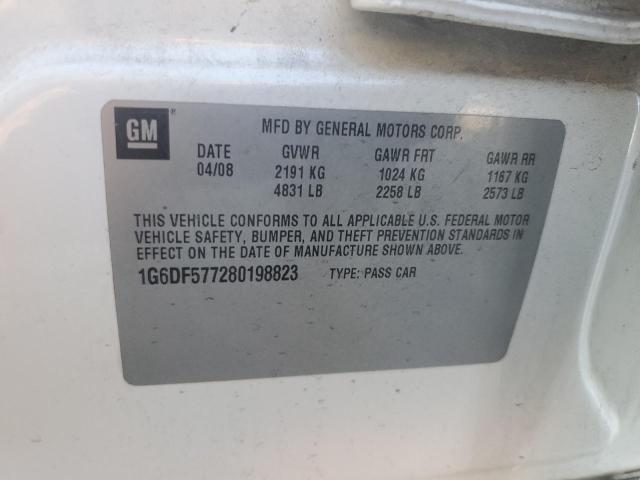 GM ®
MFD BY GENERAL MOTORS CORP.
DATE GVWR GAWR FRT GAWR RR
04/08 2191 KG 1024 KG 1167 KG
4831 LB 2258 LB 2573 LB
THIS VEHICLE CONFORMS TO ALL APPLICABLE U.S. FEDERAL MOTOR
VEHICLE SAFETY, BUMPER, AND THEFT PREVENTION STANDARDS IN
EFFECT ON THE DATE OF MANUFACTURE SHOWN ABOVE.
1G6DF577280198823 TYPE: PASS CAR